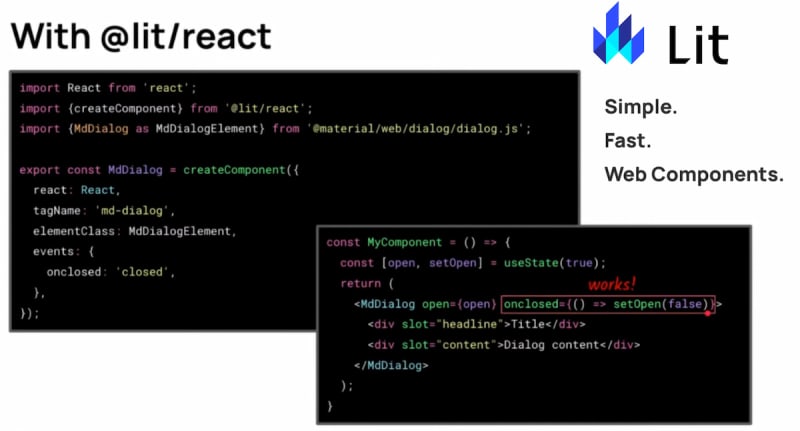 With @lit/react
Lit
Simple.
Fast.
Web Components.
import React from 'react';
import {createComponent} from '@lit/react';
import {MdDialog as MdDialogElement} from '@material/web/dialog/dialog.js';
export const MdDialog = createComponent({
react: React,
tagName: 'md-dialog',
elementClass: MdDialogElement,
events: {
onclosed: 'closed',
},
});
const MyComponent = () => {
const [open, setOpen] = useState(true);
return (
works!
<MdDialog open={open} onclosed={() => setOpen(false)}>
<div slot="headline">Title</div>
<div slot="content">Dialog content</div>
</MdDialog>
);
}